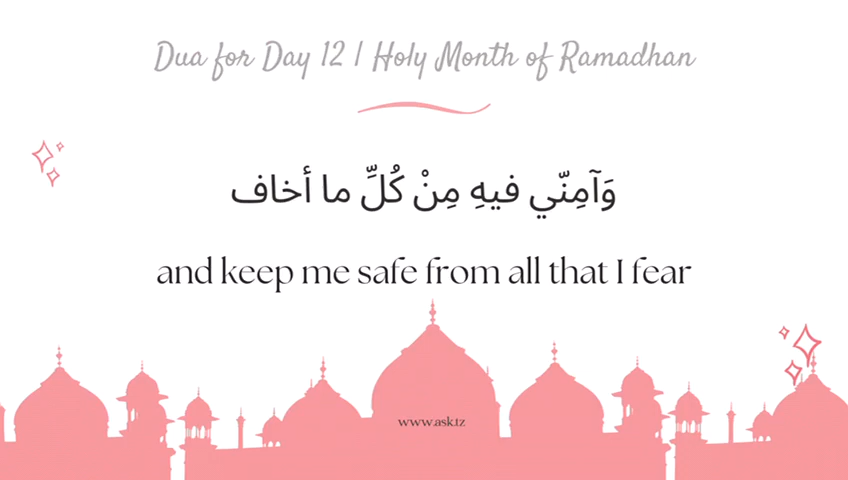 Dua for Day 12 | Holy Month of Ramadhan
وَآمِنّي فيهِ مِنْ كُلِّ ما أخاف
and keep me safe from all that I fear
www.ask.tz